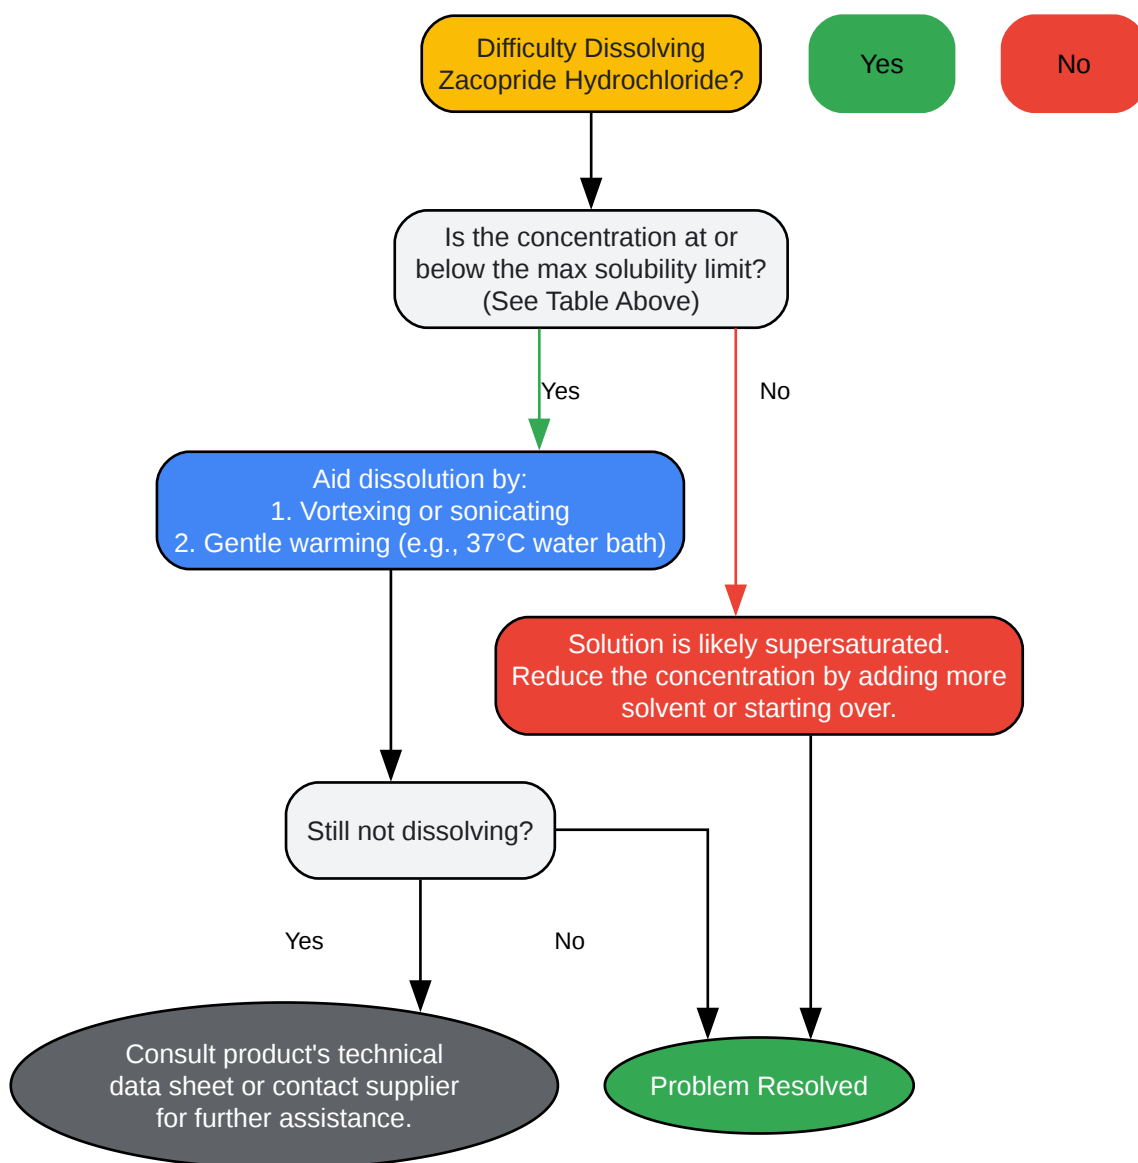 Difficulty Dissolving
Zacopride Hydrochloride?
Yes
No
Is the concentration at or
below the max solubility limit?
(See Table Above)
Yes
No
Aid dissolution by:
1. Vortexing or sonicating
2. Gentle warming (e.g., 37°C water bath)
Solution is likely supersaturated.
Reduce the concentration by adding more
solvent or starting over.
Still not dissolving?
Yes
No
Consult product's technical
data sheet or contact supplier
for further assistance.
Problem Resolved